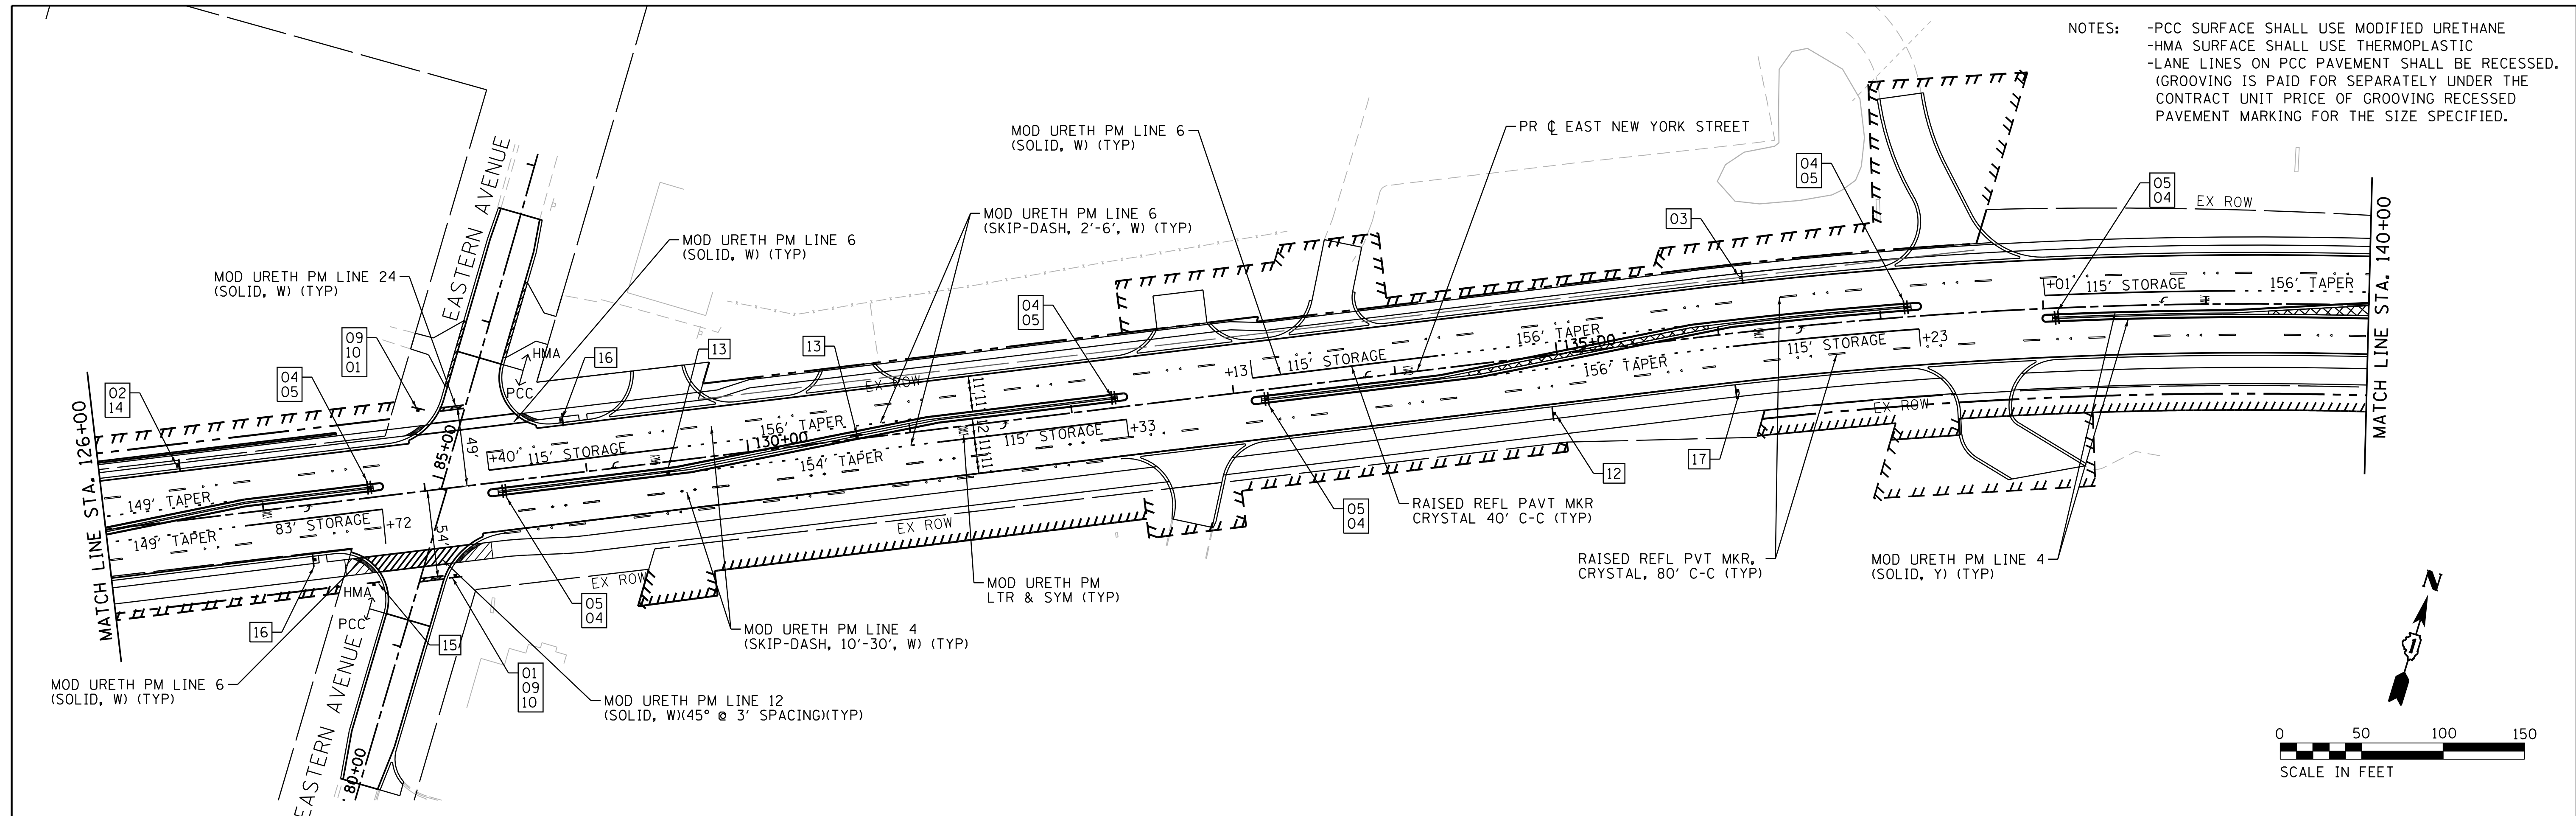 NOTES: -PCC SURFACE SHALL USE MODIFIED URETHANE
-HMA SURFACE SHALL USE THERMOPLASTIC
-LANE LINES ON PCC PAVEMENT SHALL BE RECESSED.
(GROOVING IS PAID FOR SEPARATELY UNDER THE
CONTRACT UNIT PRICE OF GROOVING RECESSED
PAVEMENT MARKING FOR THE SIZE SPECIFIED.
MOD URETH PM LINE 6
(SOLID, W) (TYP)
PR ℄ EAST NEW YORK STREET
04
05
05
04
EX ROW
MATCH LINE STA. 140+00
EASTERN AVENUE
03
MOD URETH PM LINE 6
(SKIP-DASH, 2'-6', W) (TYP)
MOD URETH PM LINE 6
(SOLID, W) (TYP)
MOD URETH PM LINE 24
(SOLID, W) (TYP)
+01
115' STORAGE
156' TAPER
04
05
09
10
01
16
13
13
HMA
PCC
156' TAPER
135+00
156' TAPER
115' STORAGE
+23
+13
115' STORAGE
04
05
02
14
EX ROW
11'
11'
12'
11'
11'
EX ROW
MATCH LINE STA. 126+00
156' TAPER
130+00
154' TAPER
115' STORAGE
+33
+40'
115' STORAGE
49'
85+00
54'
149' TAPER
149' TAPER
83' STORAGE
+72
12
17
05
04
RAISED REFL PAVT MKR
CRYSTAL 40' C-C (TYP)
EX ROW
EX ROW
RAISED REFL PVT MKR,
CRYSTAL, 80' C-C (TYP)
MOD URETH PM LINE 4
(SOLID, Y) (TYP)
MOD URETH PM
LTR & SYM (TYP)
HMA
PCC
05
04
16
15
MOD URETH PM LINE 4
(SKIP-DASH, 10'-30', W) (TYP)
01
09
10
MOD URETH PM LINE 6
(SOLID, W) (TYP)
MOD URETH PM LINE 12
(SOLID, W)(45° @ 3' SPACING)(TYP)
EASTERN AVENUE
80+00
N
1
0 50 100 150
SCALE IN FEET